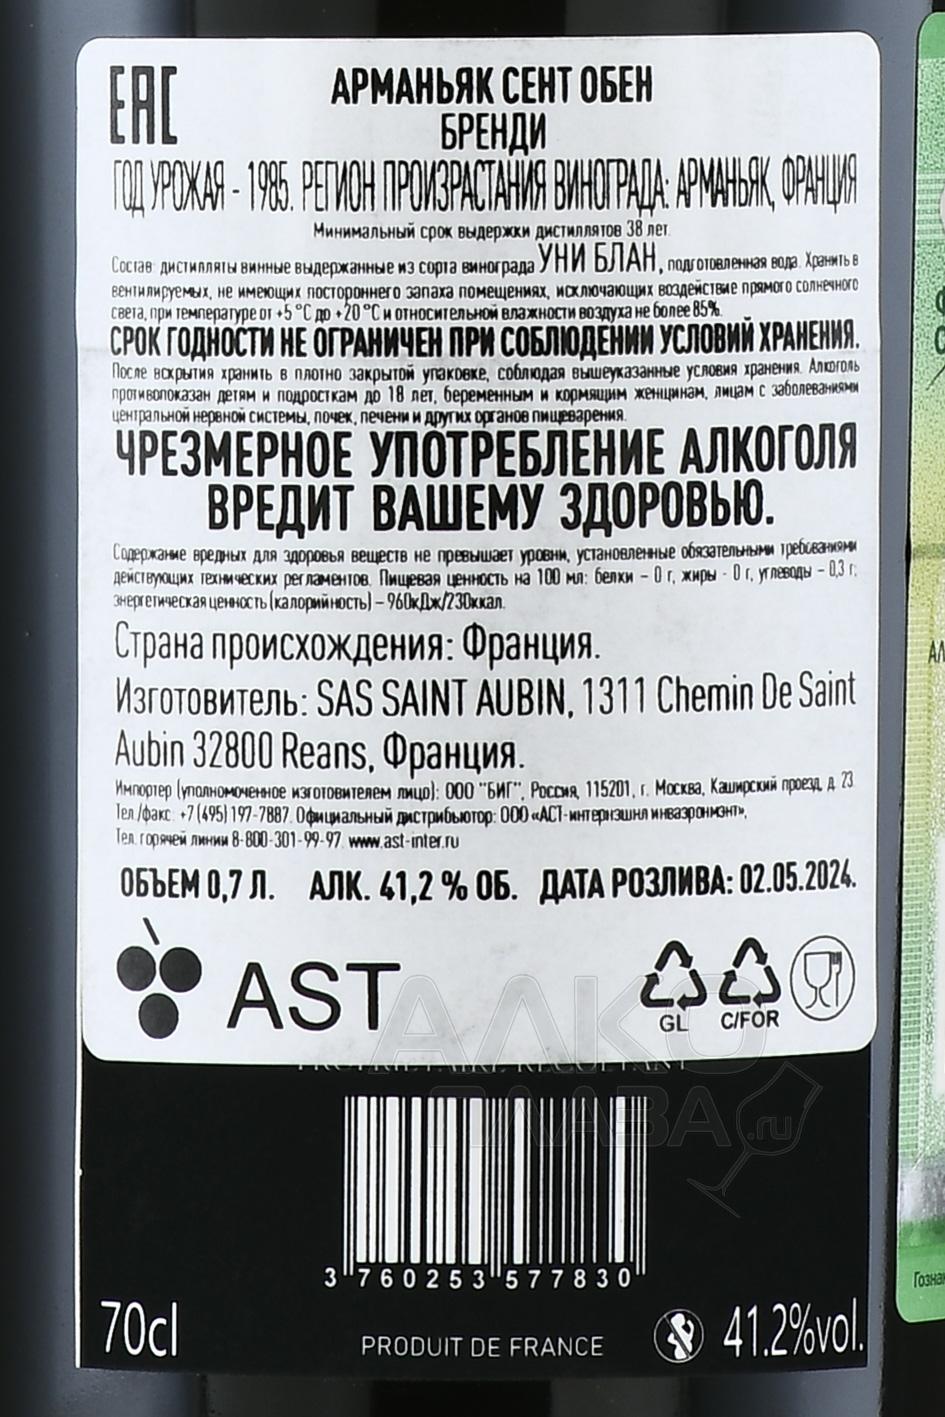 EAC
АРМАНЬЯК СЕНТ ОБЕН
БРЕНДИ
ГОД УРОЖАЯ - 1985. РЕГИОН ПРОИЗРАСТАНИЯ ВИНОГРАДА: АРМАНЬЯК, ФРАНЦИЯ
Минимальный срок выдержки дистиллятов 38 лет.
Состав: дистилляты винные выдержанные из сорта винограда УНИ БЛАН, подготовленная вода. Хранить в
вентилируемых, не имеющих постороннего запаха помещениях, исключающих воздействие прямого солнечного
света, при температуре от +5 °С до +20 °С и относительной влажности воздуха не более 85%.
СРОК ГОДНОСТИ НЕ ОГРАНИЧЕН ПРИ СОБЛЮДЕНИИ УСЛОВИЙ ХРАНЕНИЯ.
После вскрытия хранить в плотно закрытой упаковке, соблюдая вышеуказанные условия хранения. Алкоголь
противопоказан детям и подросткам до 18 лет, беременным и кормящим женщинам, лицам с заболеваниями
центральной нервной системы, почек, печени и других органов пищеварения.
ЧРЕЗМЕРНОЕ УПОТРЕБЛЕНИЕ АЛКОГОЛЯ
ВРЕДИТ ВАШЕМУ ЗДОРОВЬЮ.
Содержание вредных для здоровья веществ не превышает уровни, установленные обязательными требованиями
действующих технических регламентов. Пищевая ценность на 100 мл: белки – 0 г, жиры - 0 г, углеводы – 0,3 г;
энергетическая ценность (калорийность) – 960кДж/230ккал.
Страна происхождения: Франция.
Изготовитель: SAS SAINT AUBIN, 1311 Chemin De Saint
Aubin 32800 Reans, Франция.
Импортер (уполномоченное изготовителем лицо): ООО "БИГ", Россия, 115201, г. Москва, Каширский проезд, д. 23.
Тел./факс: +7 (495) 197-7887. Официальный дистрибьютор: ООО «АСТ-интернэшнл инваэронмэнт»,
Тел. горячей линии 8-800-301-99-97. www.ast-inter.ru
ОБЪЕМ 0,7 Л. АЛК. 41,2 % ОБ. ДАТА РОЗЛИВА: 02.05.2024.
AST
GL C/FOR
АЛКО
ПЛАВА.ru
3 760253 577830
70cl
PRODUIT DE FRANCE
41.2%vol.